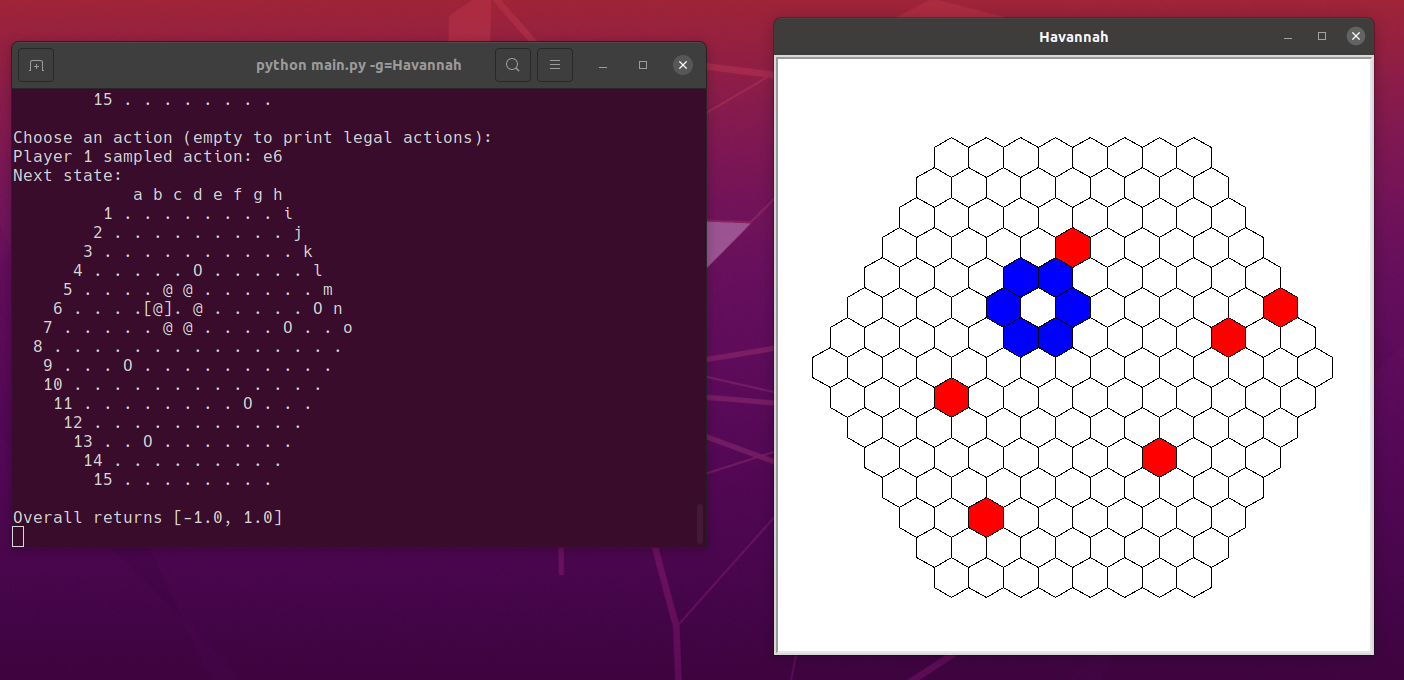 python main.py -g=Havannah
15 . . . . . . . .
Choose an action (empty to print legal actions):
Player 1 sampled action: e6
Next state:
a b c d e f g h
1 . . . . . . . . i
2 . . . . . . . . . j
3 . . . . . . . . . . k
4 . . . . . O . . . . . l
5 . . . . @ @ . . . . . . m
6 . . . .[@]. @ . . . . . O n
7 . . . . . @ @ . . . . O . . o
8 . . . . . . . . . . . . . . .
9 . . . O . . . . . . . . . .
10 . . . . . . . . . . . . .
11 . . . . . . . . O . . .
12 . . . . . . . . . . .
13 . . O . . . . . . .
14 . . . . . . . . .
15 . . . . . . . .
Overall returns [-1.0, 1.0]
Havannah